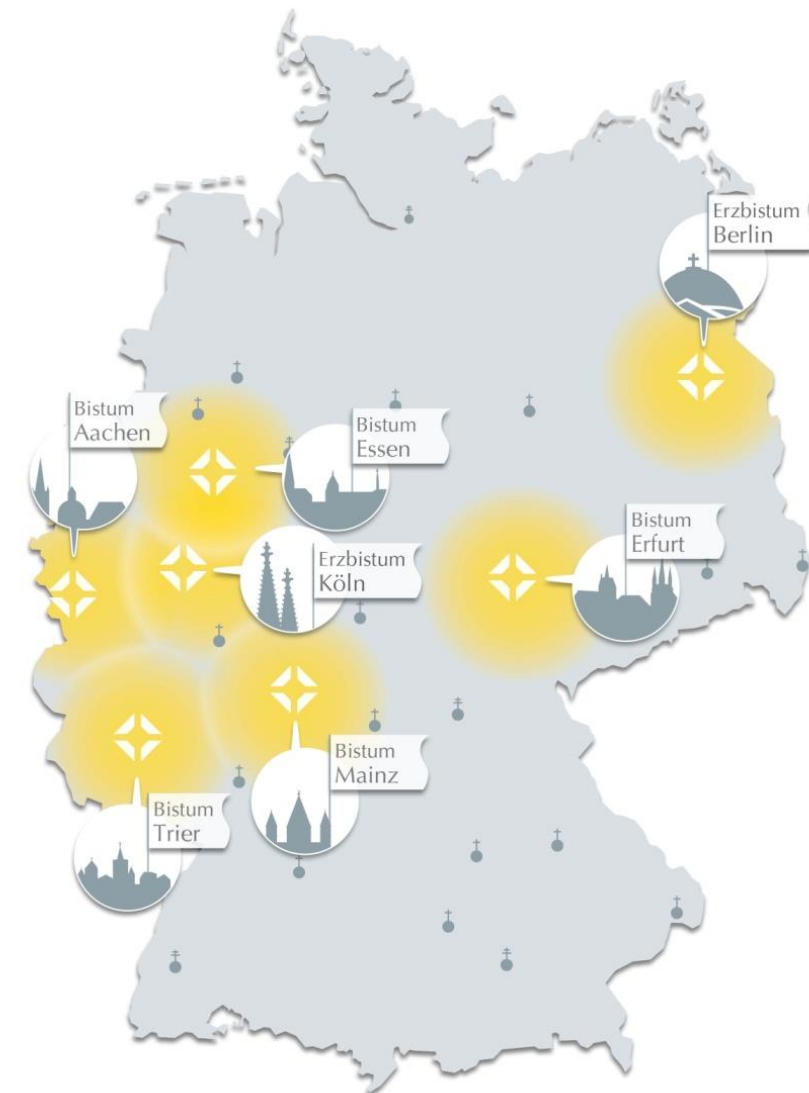 Erzbistum
Berlin
Bistum
Aachen
Bistum
Essen
Bistum
Erfurt
Erzbistum
Köln
Bistum
Mainz
Bistum
Trier